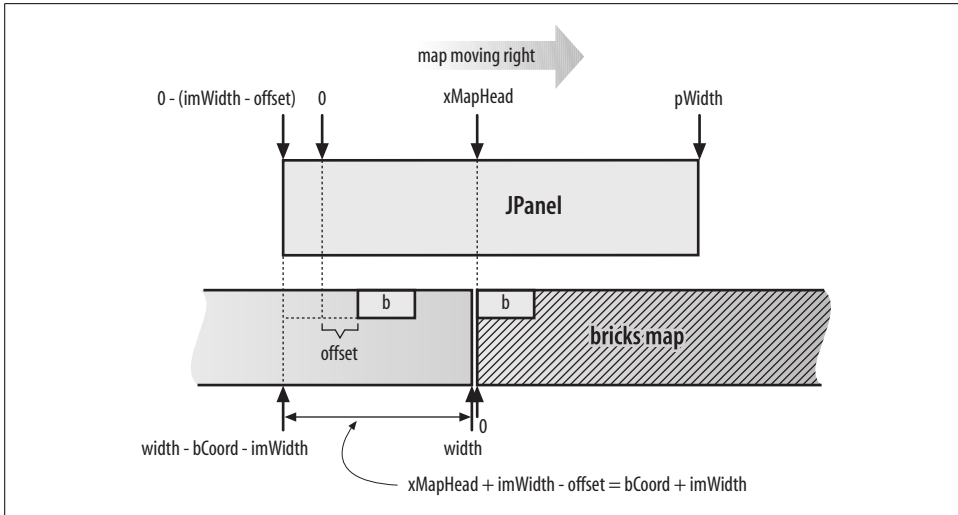 map moving right
0 - (imWidth - offset)
0
xMapHead
pWidth
JPanel
b
b
bricks map
offset
0
width - bCoord - imWidth
width
xMapHead + imWidth - offset = bCoord + imWidth